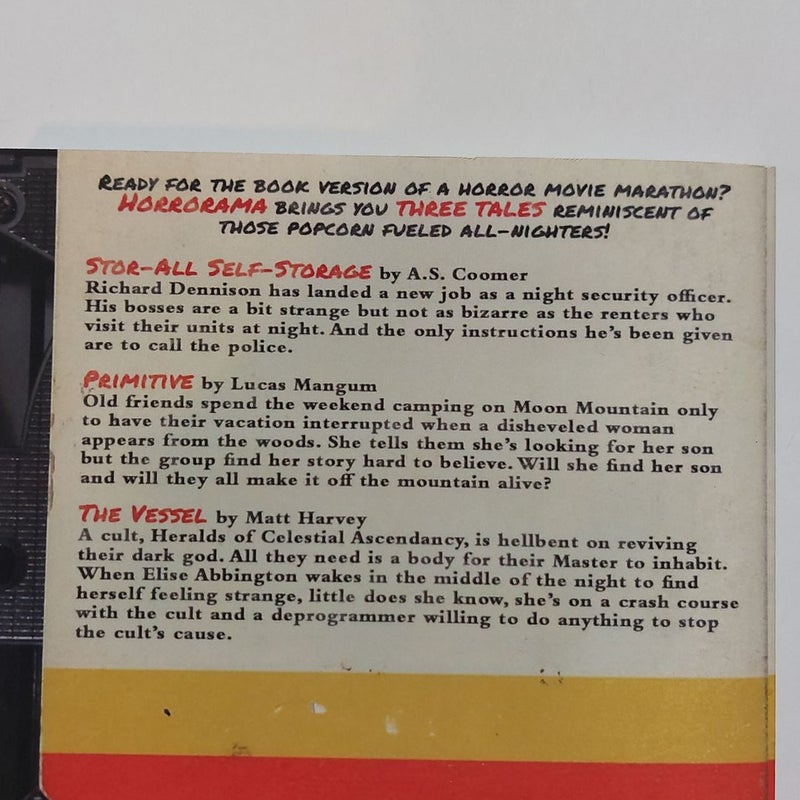 READY FOR THE BOOK VERSION OF A HORROR MOVIE MARATHON?
HORRORAMA BRINGS YOU THREE TALES REMINISCENT OF
THOSE POPCORN FUELED ALL-NIGHTERS!
STOR-ALL SELF-STORAGE by A.S. Coomer
Richard Dennison has landed a new job as a night security officer.
His bosses are a bit strange but not as bizarre as the renters who
visit their units at night. And the only instructions he's been given
are to call the police.
PRIMITIVE by Lucas Mangum
Old friends spend the weekend camping on Moon Mountain only
to have their vacation interrupted when a disheveled woman
appears from the woods. She tells them she's looking for her son
but the group find her story hard to believe. Will she find her son
and will they all make it off the mountain alive?
THE VESSEL by Matt Harvey
A cult, Heralds of Celestial Ascendancy, is hellbent on reviving
their dark god. All they need is a body for their Master to inhabit.
When Elise Abbington wakes in the middle of the night to find
herself feeling strange, little does she know, she's on a crash course
with the cult and a deprogrammer willing to do anything to stop
the cult's cause.